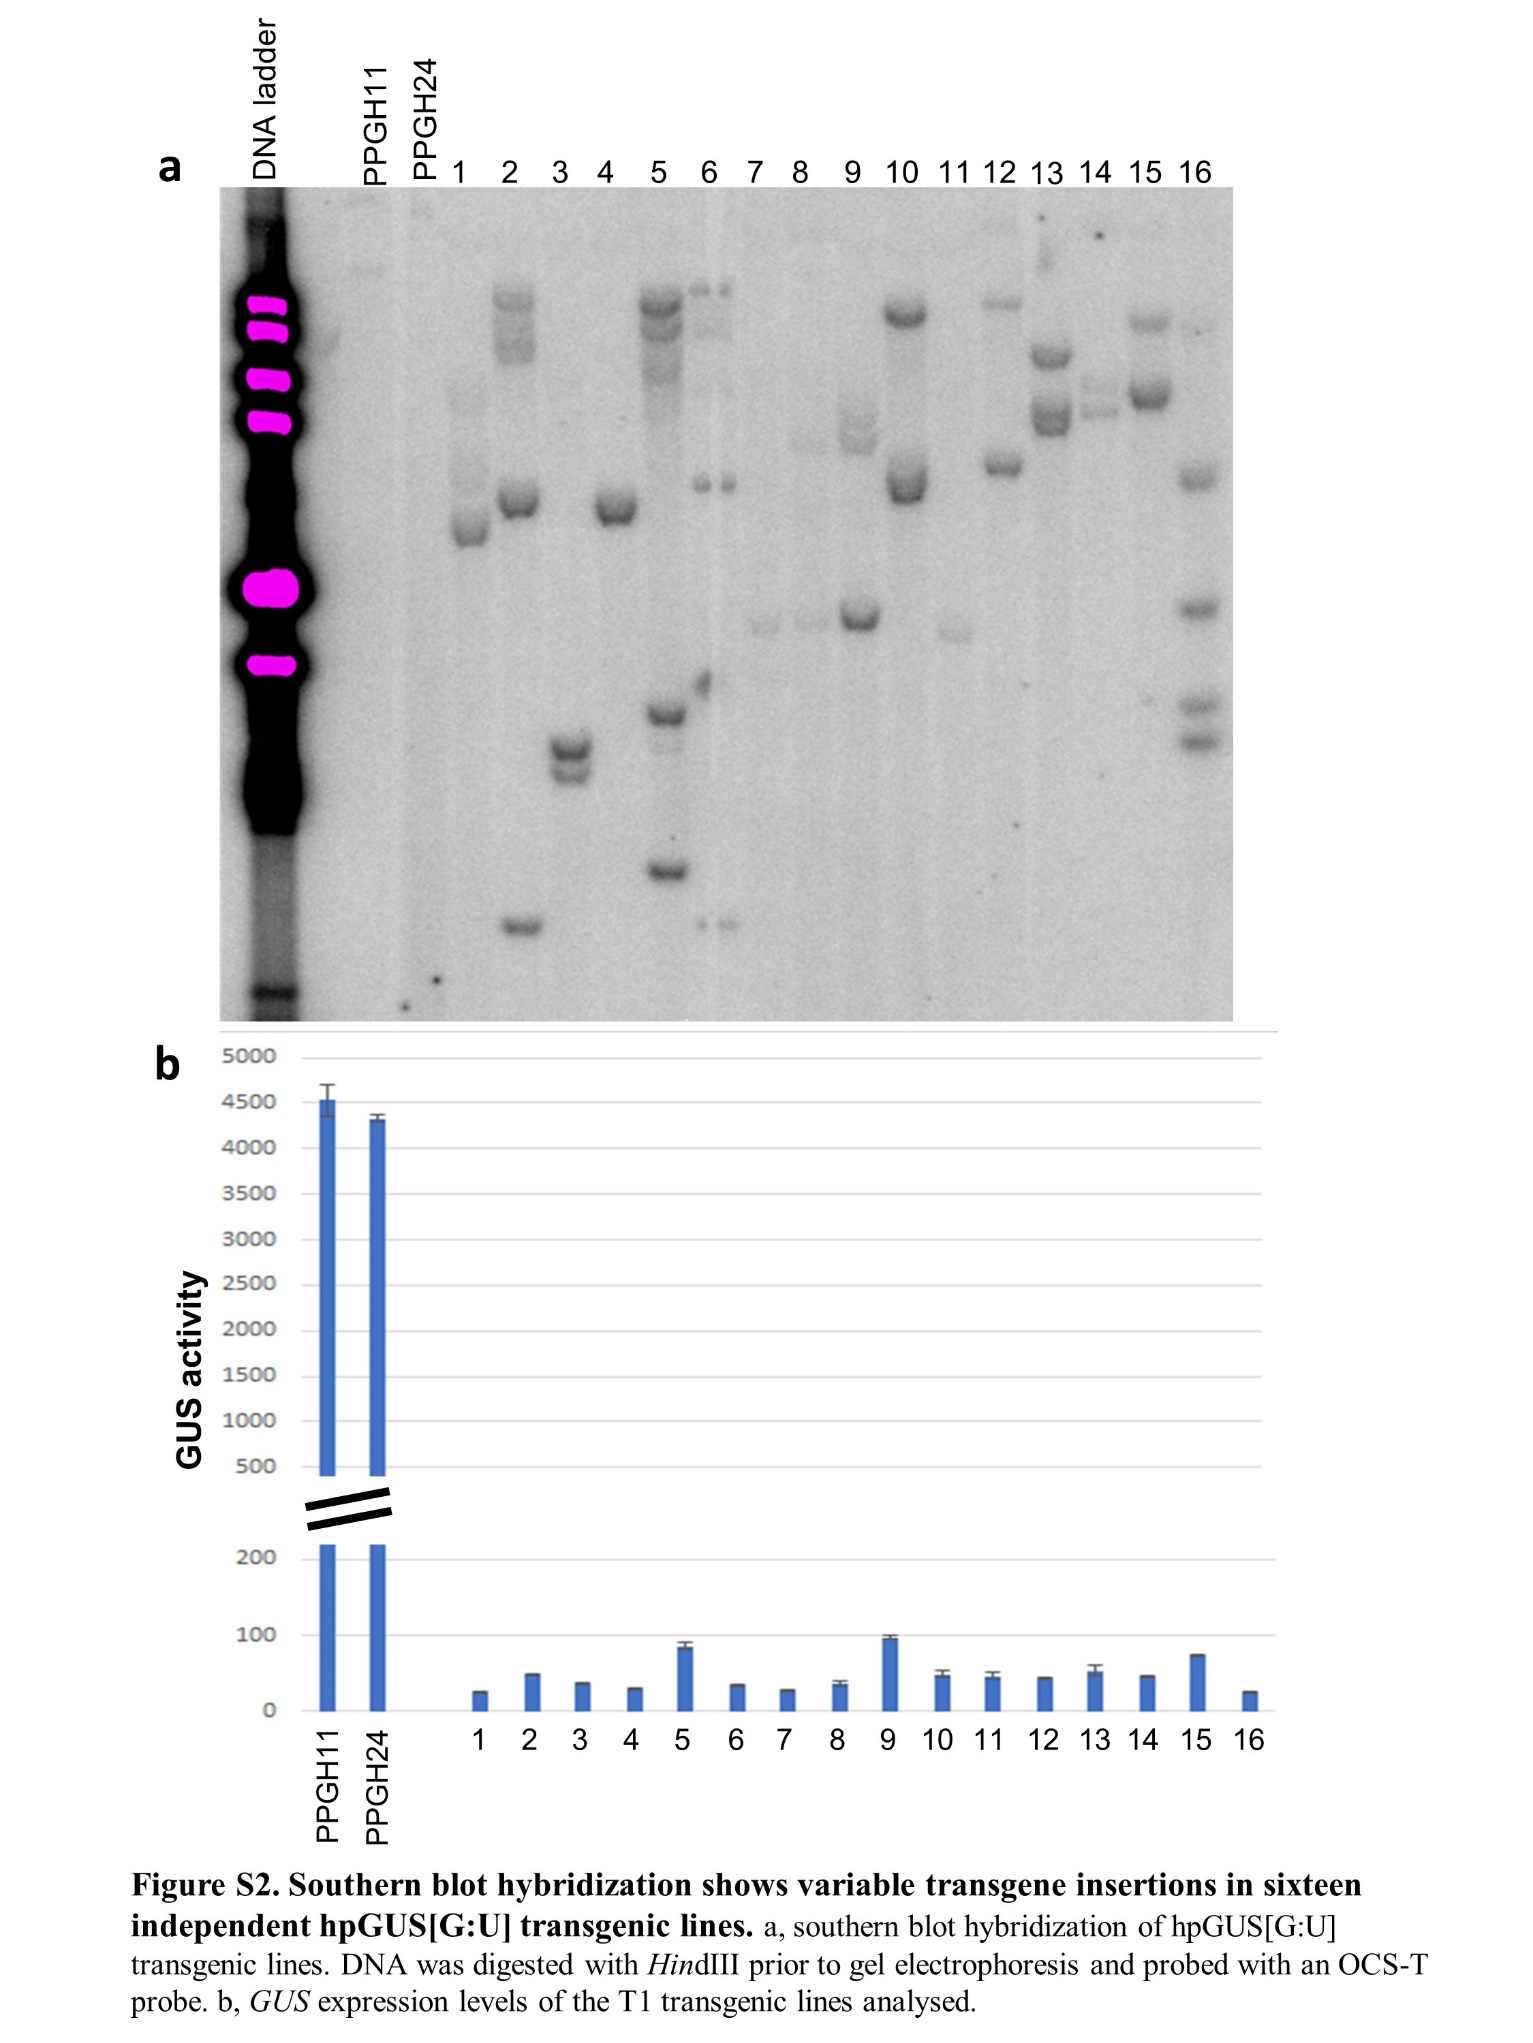 DNA ladder
PPGH11
PPGH24
a
1 2 3 4 5 6 7 8 9 10 11 12 13 14 15 16
b
5000
4500
4000
3500
3000
2500
2000
1500
1000
500
200
100
0
GUS activity
PPGH11
PPGH24
1 2 3 4 5 6 7 8 9 10 11 12 13 14 15 16
Figure S2. Southern blot hybridization shows variable transgene insertions in sixteen
independent hpGUS[G:U] transgenic lines. a, southern blot hybridization of hpGUS[G:U]
transgenic lines. DNA was digested with HindIII prior to gel electrophoresis and probed with an OCS-T
probe. b, GUS expression levels of the T1 transgenic lines analysed.